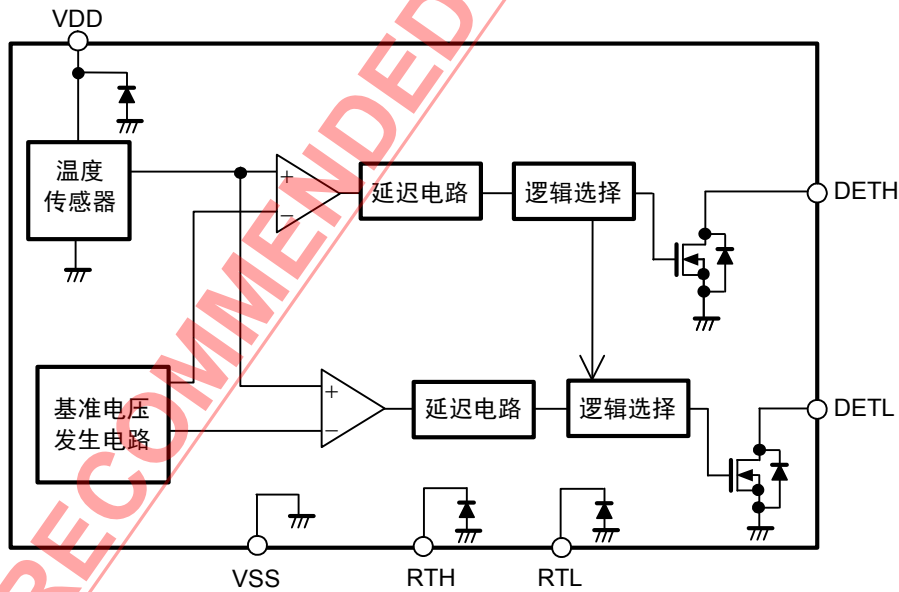 VDD
温度
传感器
+
−
延迟电路
逻辑选择
DETH
基准电压
发生电路
+
−
延迟电路
逻辑选择
DETL
VSS
RTH
RTL
RECOMMENDED